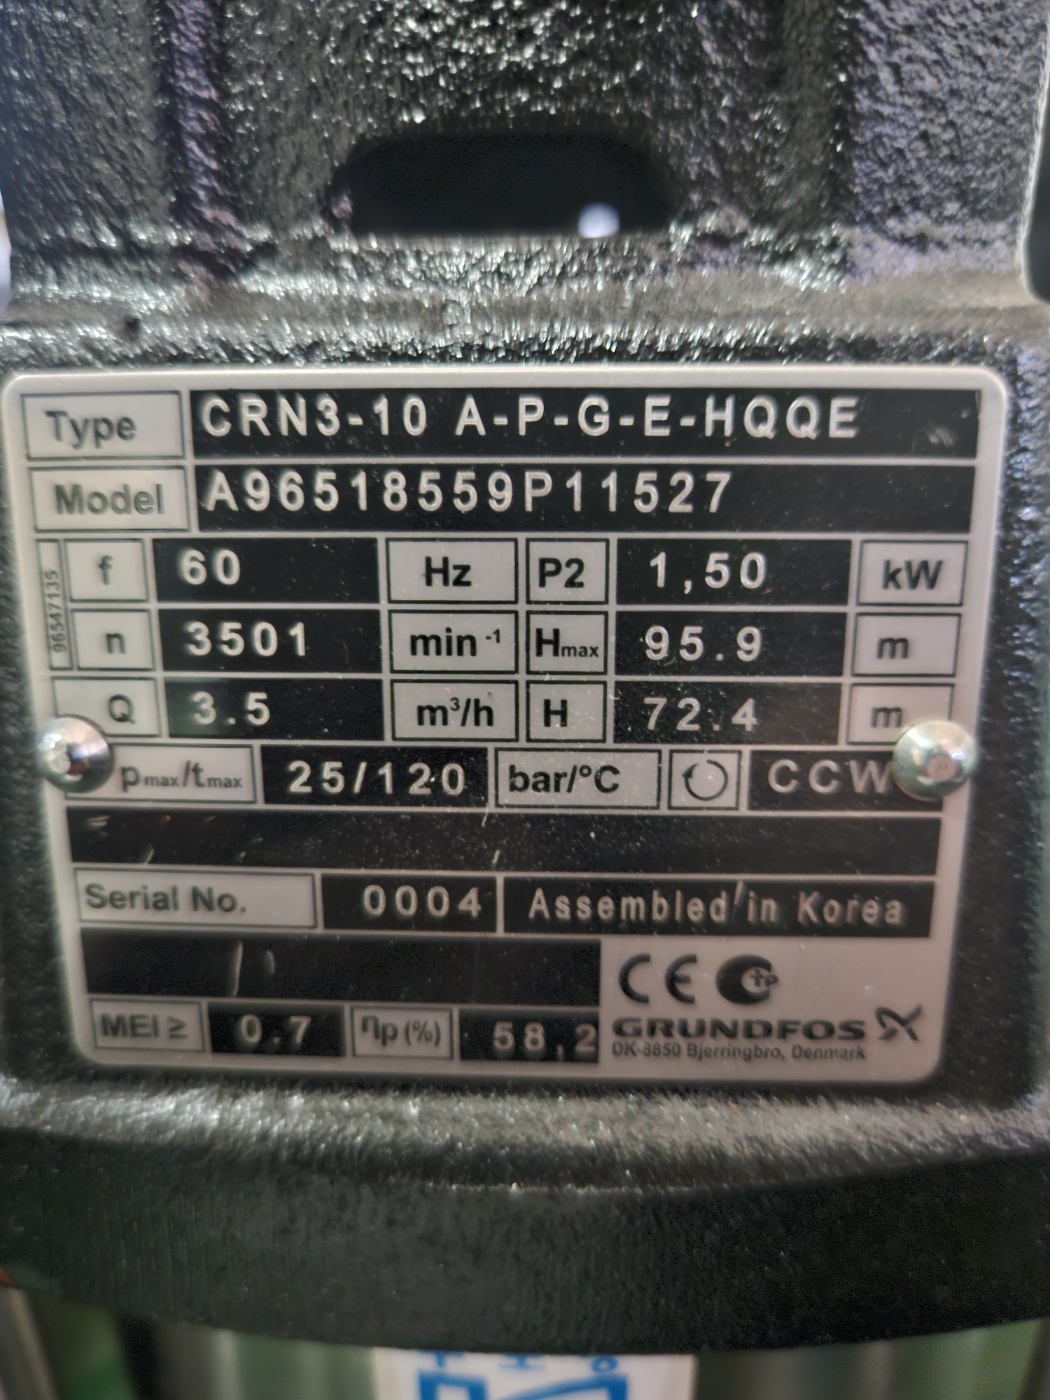 Type CRN3-10 A-P-G-E-HQQE
Model A96518559P11527
96547135
f 60 Hz P2 1,50 kW
n 3501 min-1 Hmax 95.9 m
Q 3.5 m³/h H 72.4 m
pmax/tmax 25/120 bar/°C CCW
Serial No. 0004 Assembled in Korea
CE
MEI ≥ 0.7 ηp(%) 58,2
GRUNDFOS
DK-8850 Bjerringbro, Denmark